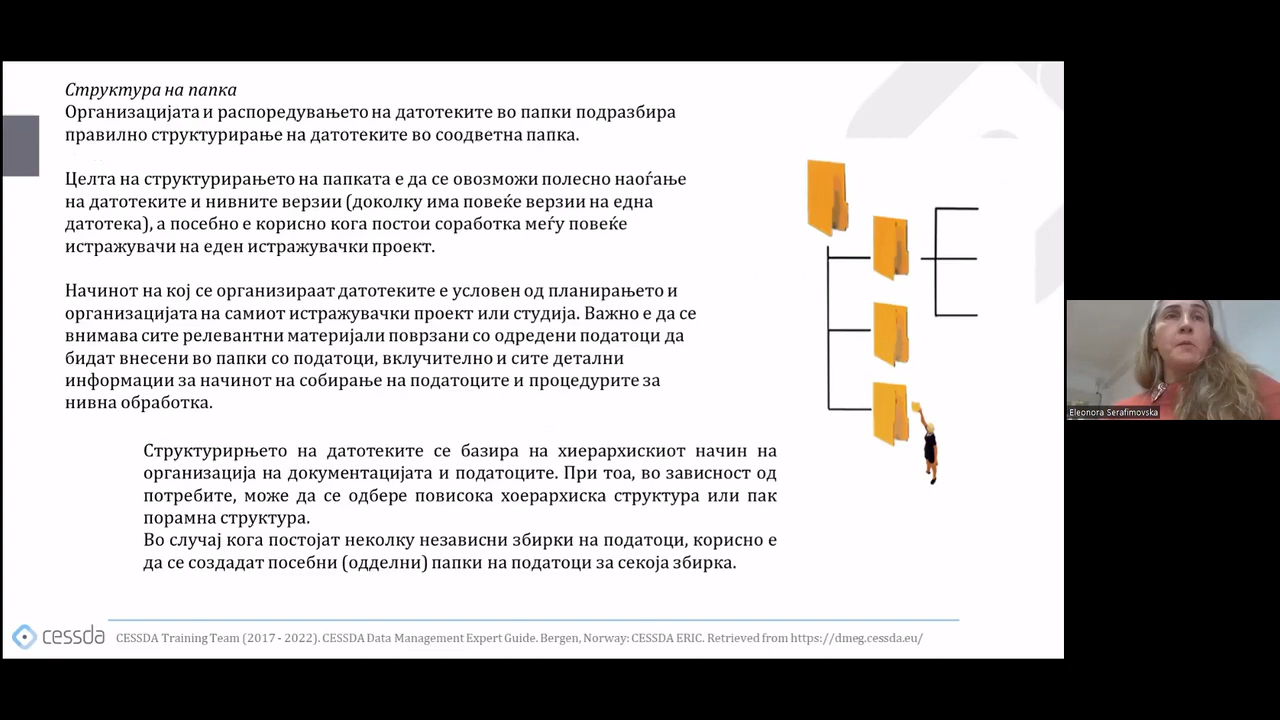 Структура на папка
Организацијата и распоредувањето на датотеките во папки подразбира
правилно структурирање на датотеките во соодветна папка.
Целта на структурирањето на папката е да се овозможи полесно наоѓање
на датотеките и нивните верзии (доколку има повеќе верзии на една
датотека), а посебно е корисно кога постои соработка меѓу повеќе
истражувачи на еден истражувачки проект.
Начинот на кој се организираат датотеките е условен од планирањето и
организацијата на самиот истражувачки проект или студија. Важно е да се
внимава сите релевантни материјали поврзани со одредени податоци да
бидат внесени во папки со податоци, вклучително и сите детални
информации за начинот на собирање на податоците и процедурите за
нивна обработка.
Структурирњето на датотеките се базира на хиерархискиот начин на
организација на документацијата и податоците. При тоа, во зависност од
потребите, може да се одбере повисока хоерархиска структура или пак
порамна структура.
Во случај кога постојат неколку независни збирки на податоци, корисно е
да се создадат посебни (одделни) папки на податоци за секоја збирка.
cessda
CESSDA Training Team (2017 - 2022). CESSDA Data Management Expert Guide. Bergen, Norway: CESSDA ERIC. Retrieved from https://dmeg.cessda.eu/
Eleonora Serafimovska